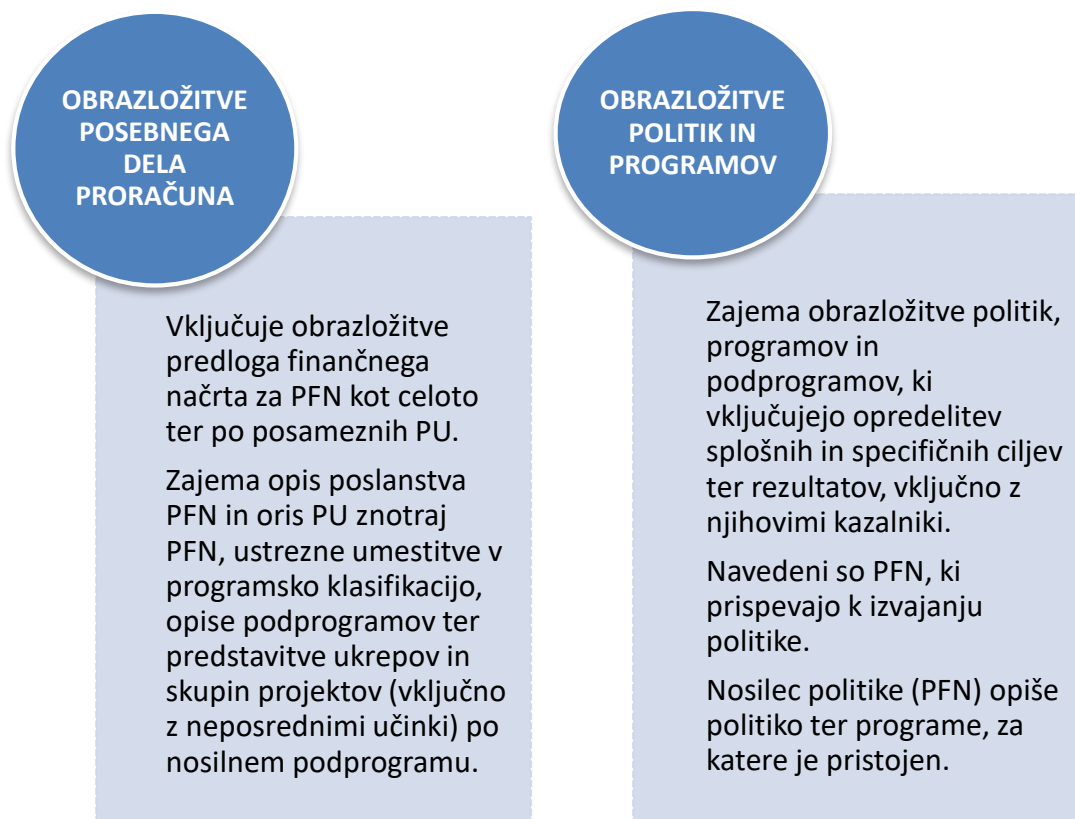 OBRAZLOŽITVE
POSEBNEGA
DELA
PRORAČUNA
Vključuje obrazložitve
predloga finančnega
načrta za PFN kot celoto
ter po posameznih PU.
Zajema opis poslanstva
PFN in oris PU znotraj
PFN, ustrezne umestitve v
programsko klasifikacijo,
opise podprogramov ter
predstavitve ukrepov in
skupin projektov (vključno
z neposrednimi učinki) po
nosilnem podprogramu.
OBRAZLOŽITVE
POLITIK IN
PROGRAMOV
Zajema obrazložitve politik,
programov in
podprogramov, ki
vključujejo opredelitev
splošnih in specifičnih ciljev
ter rezultatov, vključno z
njihovimi kazalniki.
Navedeni so PFN, ki
prispevajo k izvajanju
politike.
Nosilec politike (PFN) opiše
politiko ter programe, za
katere je pristojen.